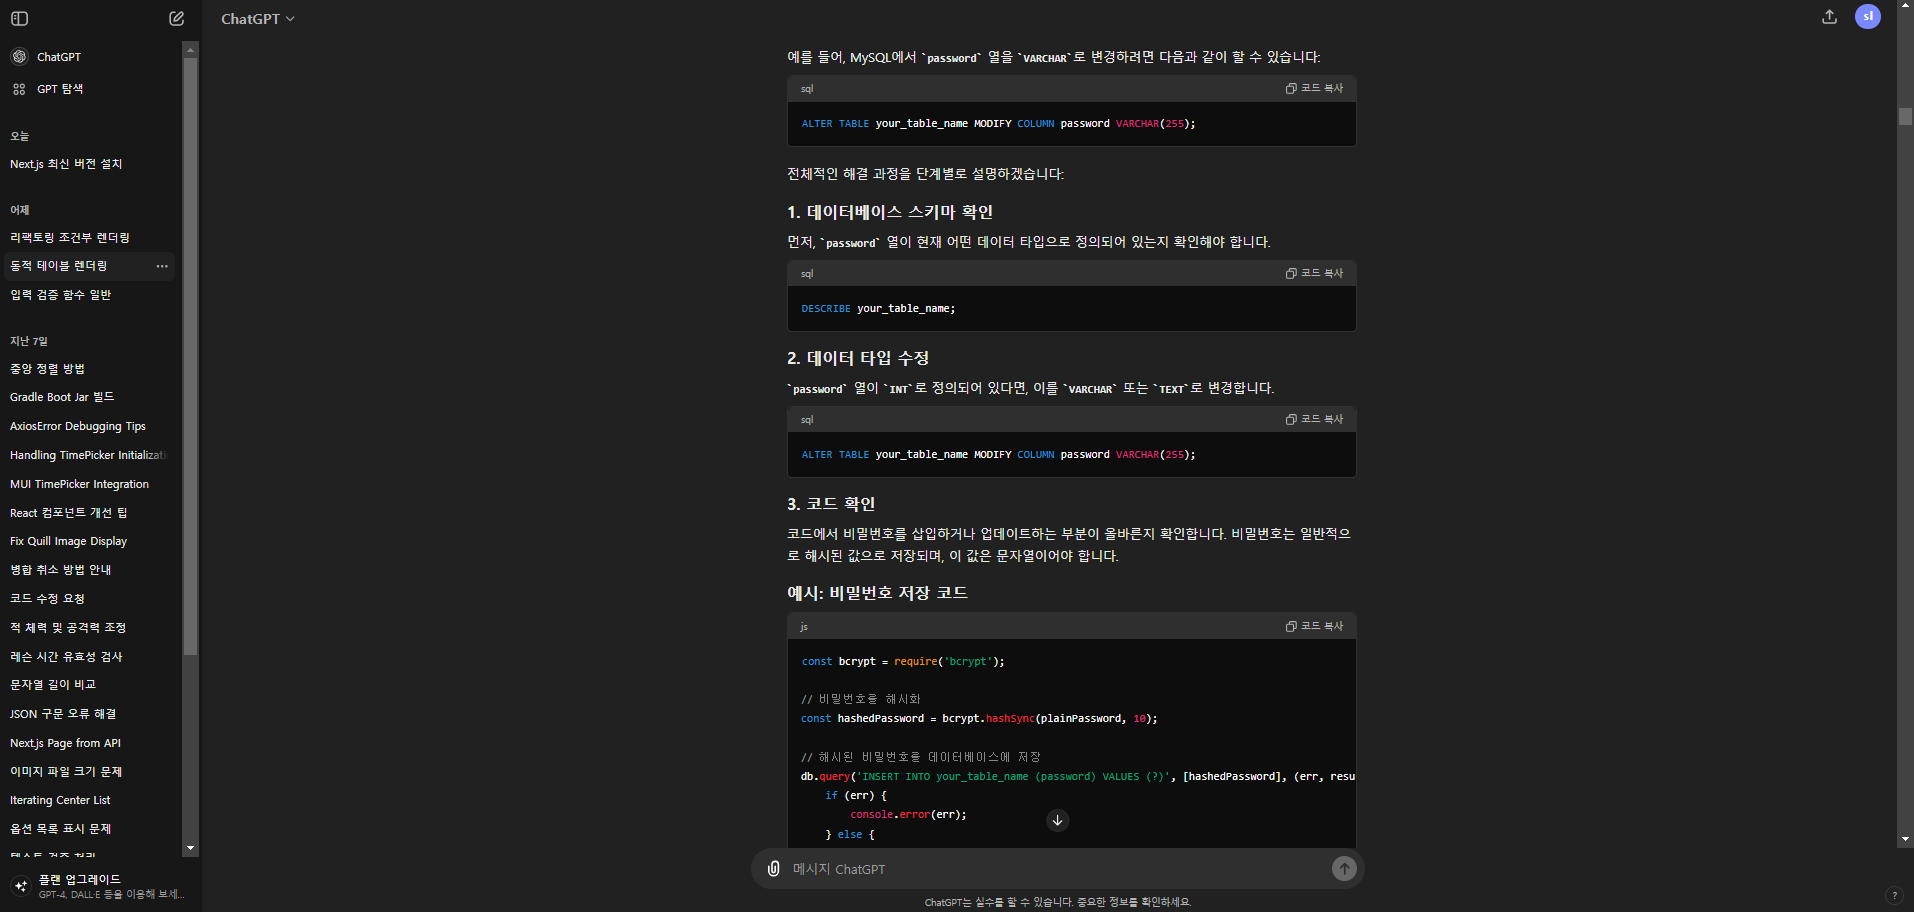 ChatGPT
GPT 탐색
오늘
Next.js 최신 버전 설치
어제
리팩토링 조건부 렌더링
동적 테이블 렌더링
입력 검증 함수 일반
지난 7일
중앙 정렬 방법
Gradle Boot Jar 빌드
AxiosError Debugging Tips
Handling TimePicker Initializati
MUI TimePicker Integration
React 컴포넌트 개선 팁
Fix Quill Image Display
병합 취소 방법 안내
코드 수정 요청
적 체력 및 공격력 조정
레슨 시간 유효성 검사
문자열 길이 비교
JSON 구문 오류 해결
Next.js Page from API
이미지 파일 크기 문제
Iterating Center List
옵션 목록 표시 문제
플랜 업그레이드
GPT-4, DALL·E 등을 이용해 보세...
ChatGPT
sl
예를 들어, MySQL에서 `password` 열을 `VARCHAR`로 변경하려면 다음과 같이 할 수 있습니다:
sql 코드 복사
ALTER TABLE your_table_name MODIFY COLUMN password VARCHAR(255);
전체적인 해결 과정을 단계별로 설명하겠습니다:
1. 데이터베이스 스키마 확인
먼저, `password` 열이 현재 어떤 데이터 타입으로 정의되어 있는지 확인해야 합니다.
sql 코드 복사
DESCRIBE your_table_name;
2. 데이터 타입 수정
`password` 열이 `INT`로 정의되어 있다면, 이를 `VARCHAR` 또는 `TEXT`로 변경합니다.
sql 코드 복사
ALTER TABLE your_table_name MODIFY COLUMN password VARCHAR(255);
3. 코드 확인
코드에서 비밀번호를 삽입하거나 업데이트하는 부분이 올바른지 확인합니다. 비밀번호는 일반적으
로 해시된 값으로 저장되며, 이 값은 문자열이어야 합니다.
예시: 비밀번호 저장 코드
js 코드 복사
const bcrypt = require('bcrypt');
// 비밀번호를 해시화
const hashedPassword = bcrypt.hashSync(plainPassword, 10);
// 해시된 비밀번호를 데이터베이스에 저장
db.query('INSERT INTO your_table_name (password) VALUES (?)', [hashedPassword], (err, resu
if (err) {
console.error(err);
} else {
메시지 ChatGPT
ChatGPT는 실수를 할 수 있습니다. 중요한 정보를 확인하세요.
?